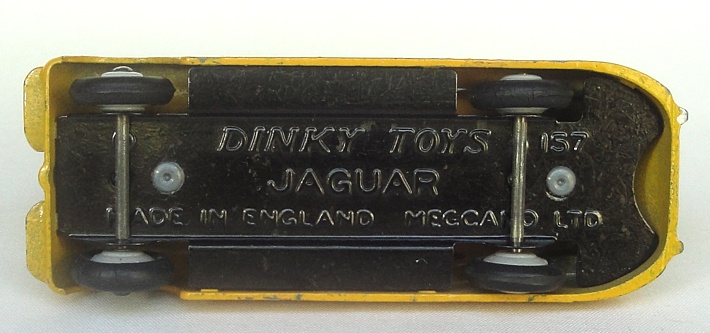 DINKY TOYS 157
JAGUAR
MADE IN ENGLAND MECCANO LTD